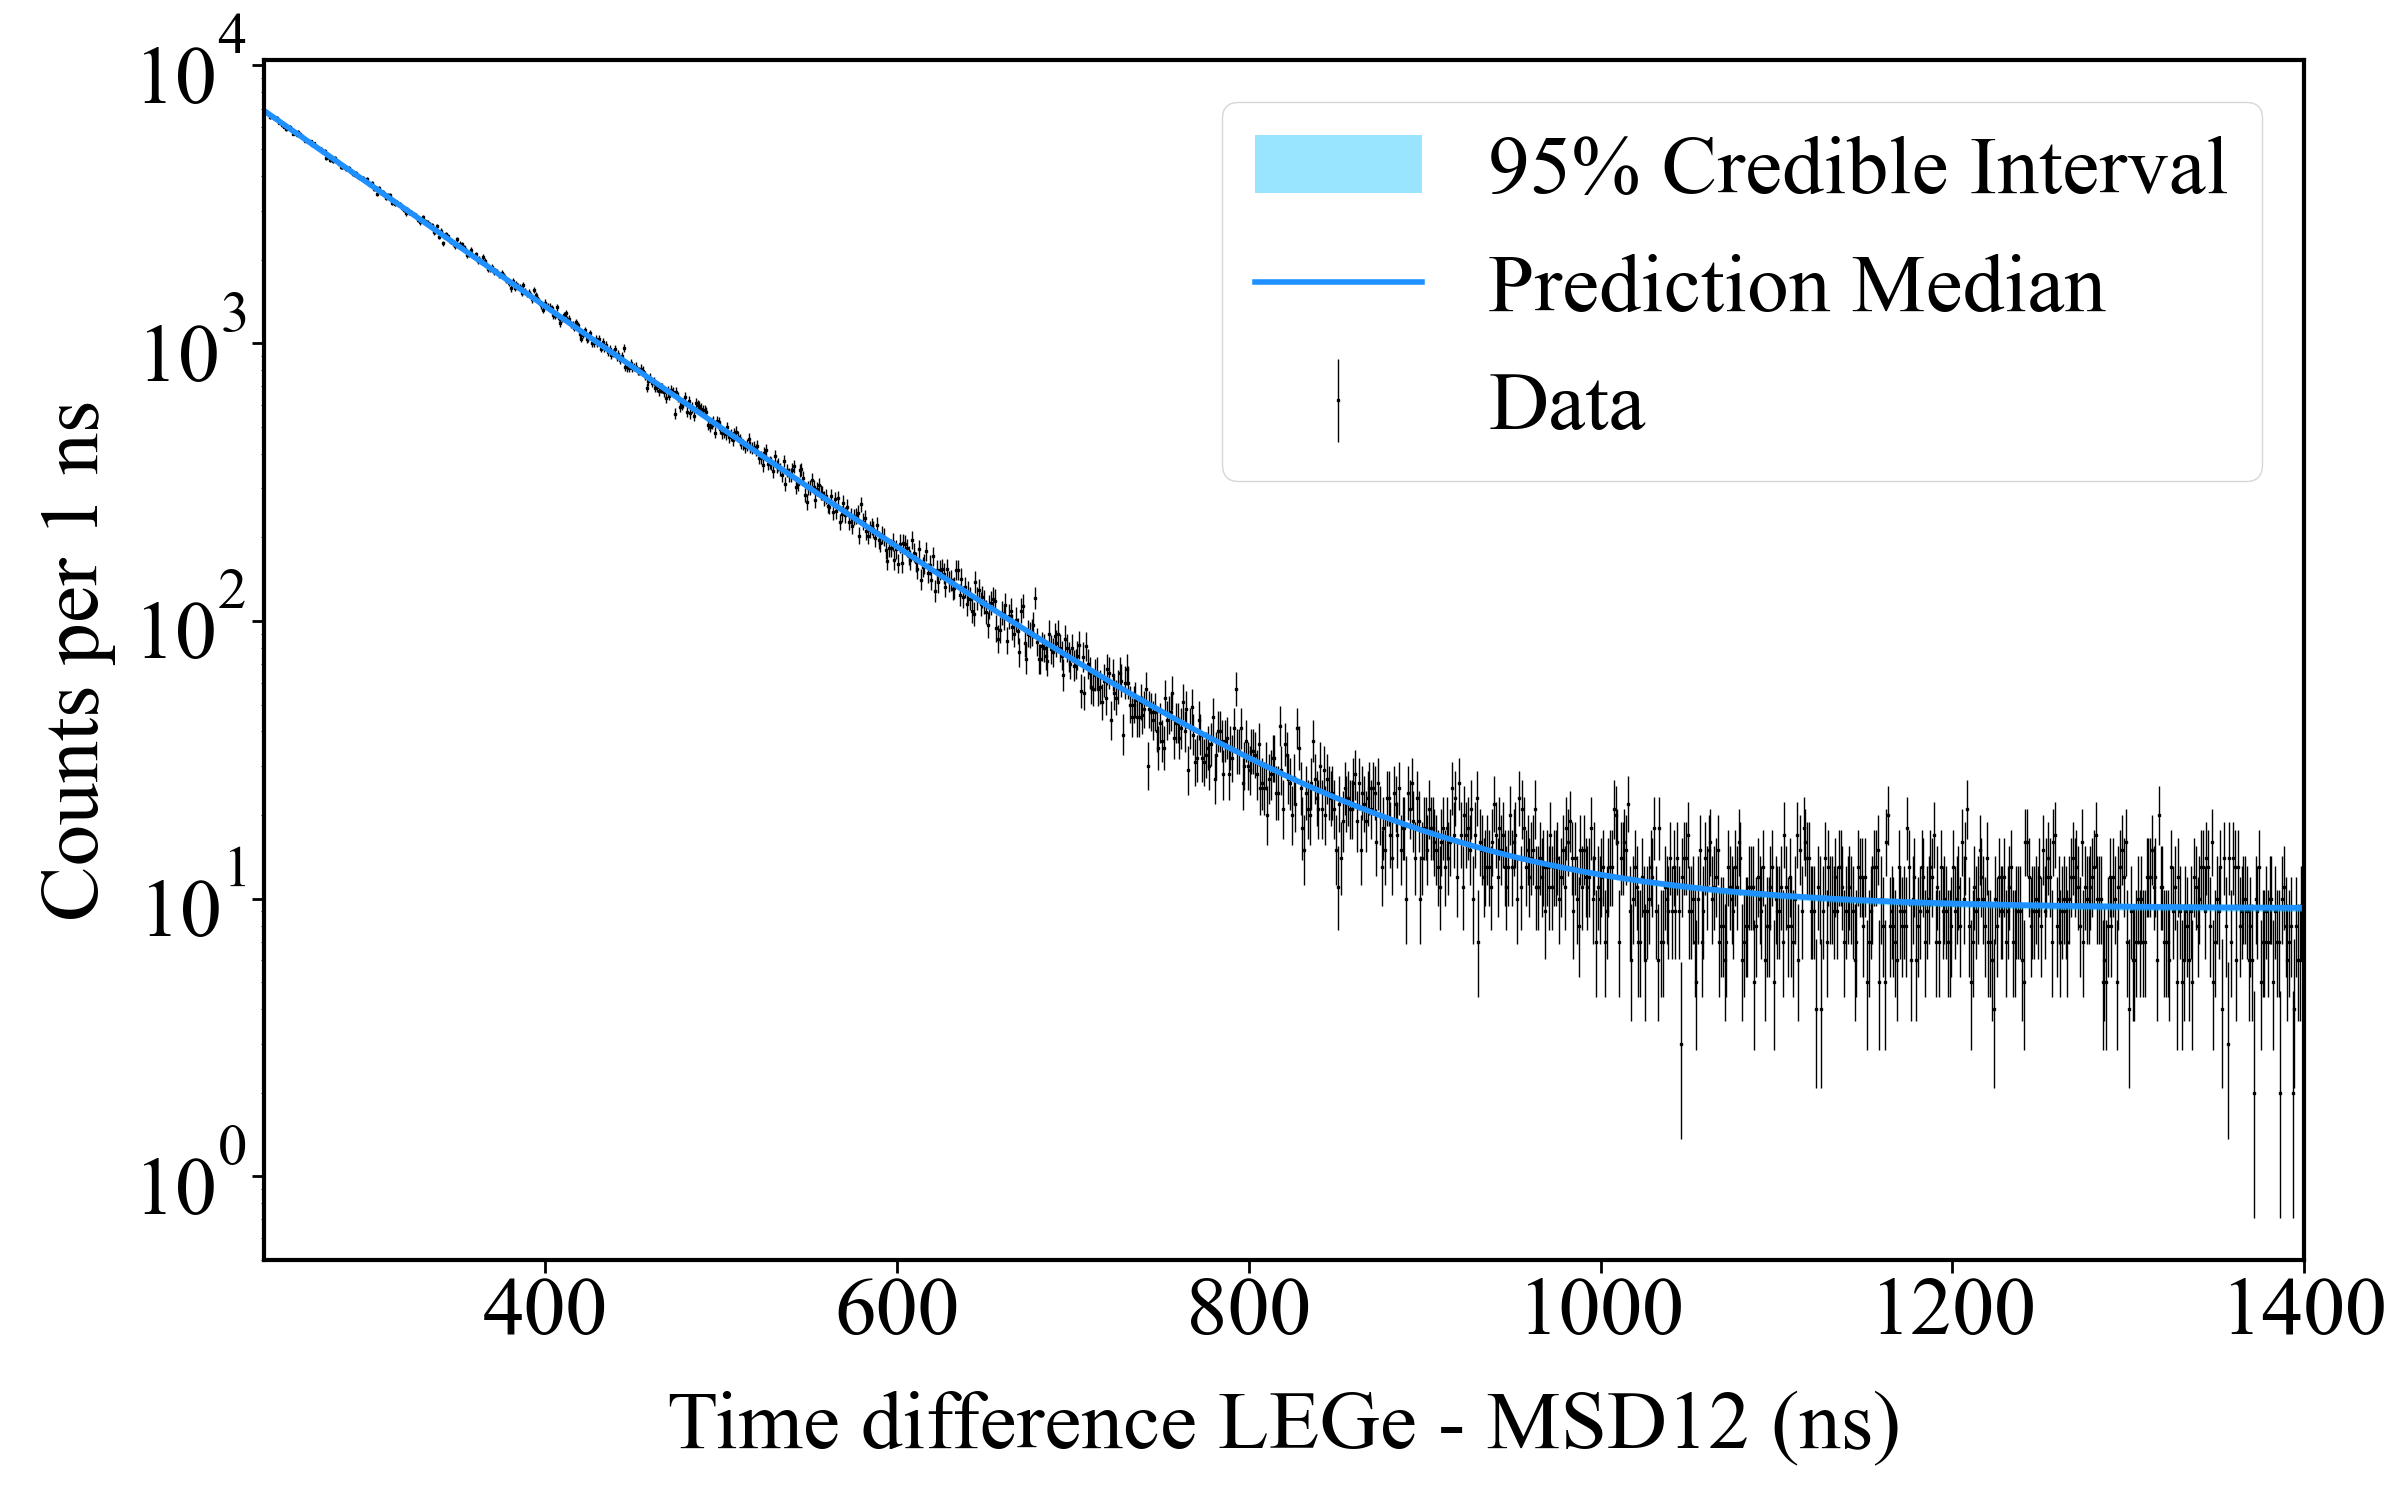 10^4
10^3
10^2
10^1
10^0
Counts per 1 ns
95% Credible Interval
Prediction Median
Data
400 600 800 1000 1200 1400
Time difference LEGe - MSD12 (ns)